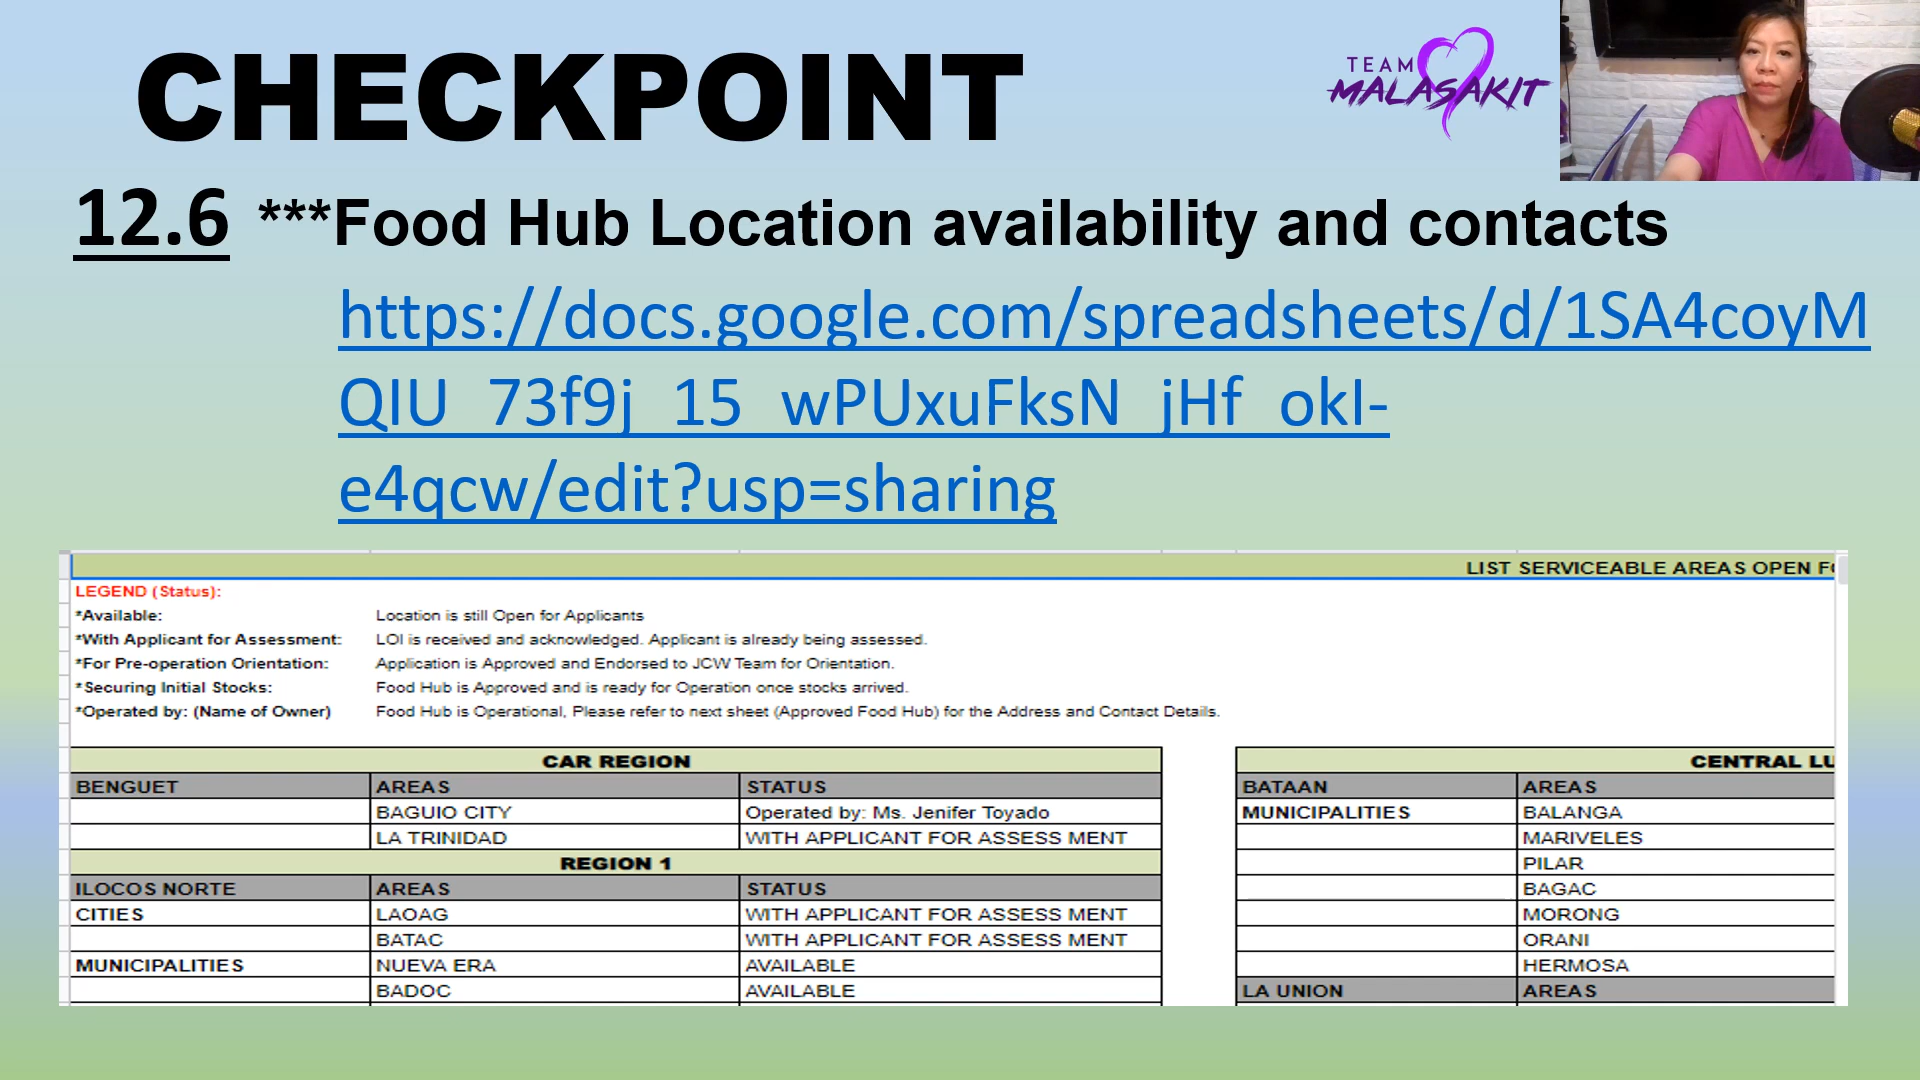 CHECKPOINT
TEAM
MALASAKIT
12.6 ***Food Hub Location availability and contacts
https://docs.google.com/spreadsheets/d/1SA4coyM
QIU_73f9j_15_wPUxuFksN_jHf_okI-
e4qcw/edit?usp=sharing
LIST SERVICEABLE AREAS OPEN
LEGEND (Status):
*Available: Location is still Open for Applicants
*With Applicant for Assessment: LOI is received and acknowledged. Applicant is already being assessed.
*For Pre-operation Orientation: Application is Approved and Endorsed to JCW Team for Orientation.
*Securing Initial Stocks: Food Hub is Approved and is ready for Operation once stocks arrived.
*Operated by: (Name of Owner) Food Hub is Operational, Please refer to next sheet (Approved Food Hub) for the Address and Contact Details.
CAR REGION CENTRAL LU
BENGUET AREAS STATUS BATAAN AREAS
BAGUIO CITY Operated by: Ms. Jenifer Toyado MUNICIPALITIES BALANGA
LA TRINIDAD WITH APPLICANT FOR ASSESS MENT MARIVELES
REGION 1 PILAR
ILOCOS NORTE AREAS STATUS BAGAC
CITIES LAOAG WITH APPLICANT FOR ASSESS MENT MORONG
BATAC WITH APPLICANT FOR ASSESS MENT ORANI
MUNICIPALITIES NUEVA ERA AVAILABLE HERMOSA
BADOC AVAILABLE LA UNION AREAS